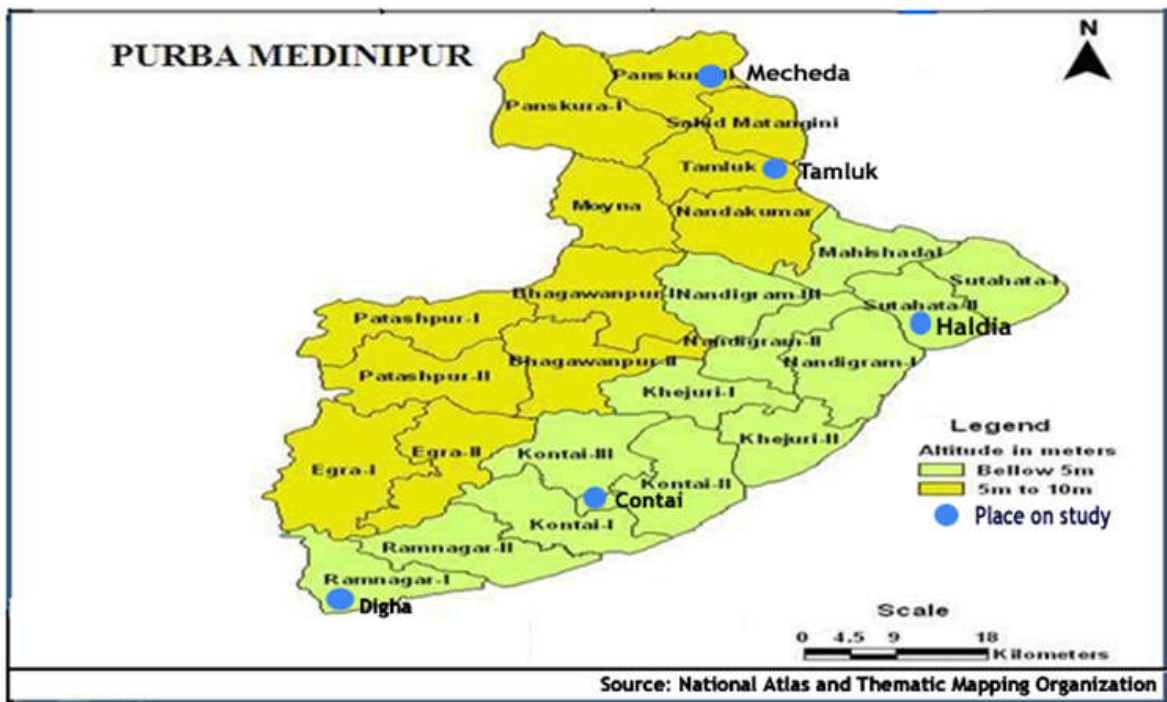 PURBA MEDINIPUR
N
Panskura-II
Mecheda
Panskura-I
Sahid Matangini
Tamluk
Tamluk
Moyna
Nandakumar
Mahishadal
Sutahata-I
Bhagawanpur-I
Nandigram-III
Sutahata-II
Patashpur-I
Haldia
Nandigram-II
Bhagawanpur-II
Nandigram-I
Patashpur-II
Khejuri-I
Legend
Khejuri-II
Altitude in meters
Egra-II
Kontai-III
Egra-I
Bellow 5m
Kontai-II
5m to 10m
Contai
Place on study
Kontai-I
Ramnagar-II
Ramnagar-I
Digha
Scale
0 4.5 9 18
Kilometers
Source: National Atlas and Thematic Mapping Organization